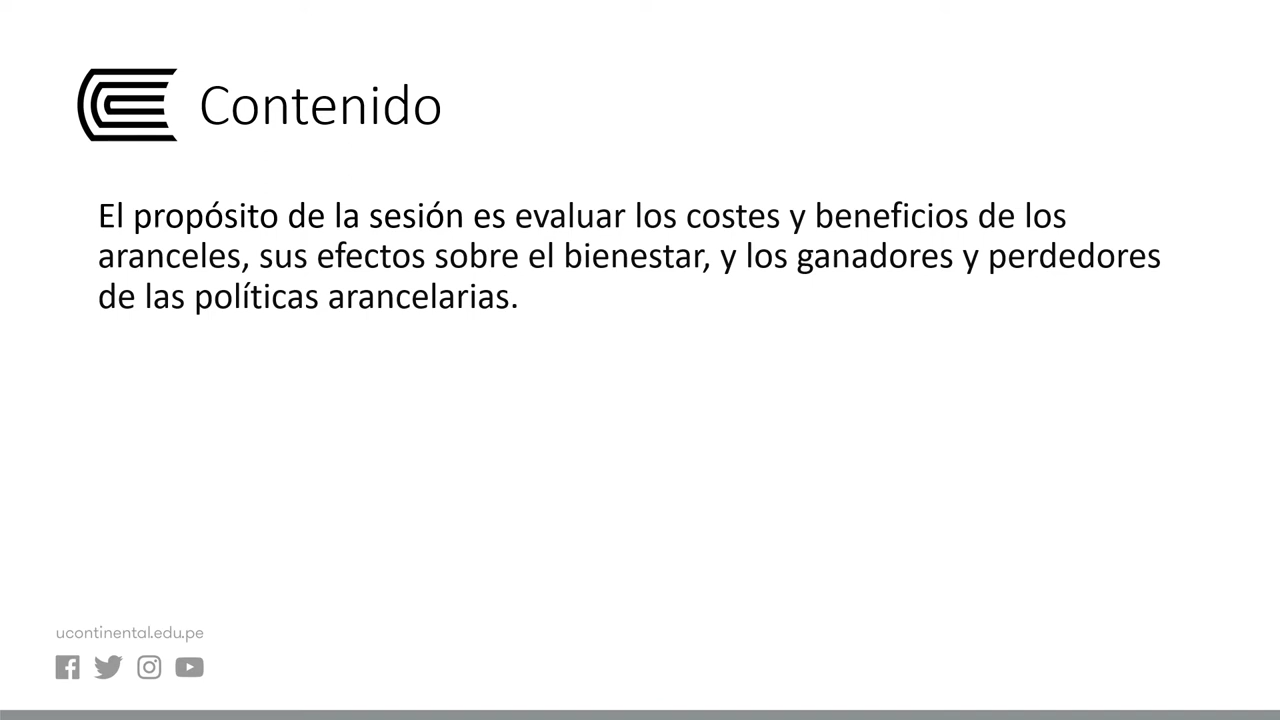 Contenido
El propósito de la sesión es evaluar los costes y beneficios de los
aranceles, sus efectos sobre el bienestar, y los ganadores y perdedores
de las políticas arancelarias.
ucontinental.edu.pe